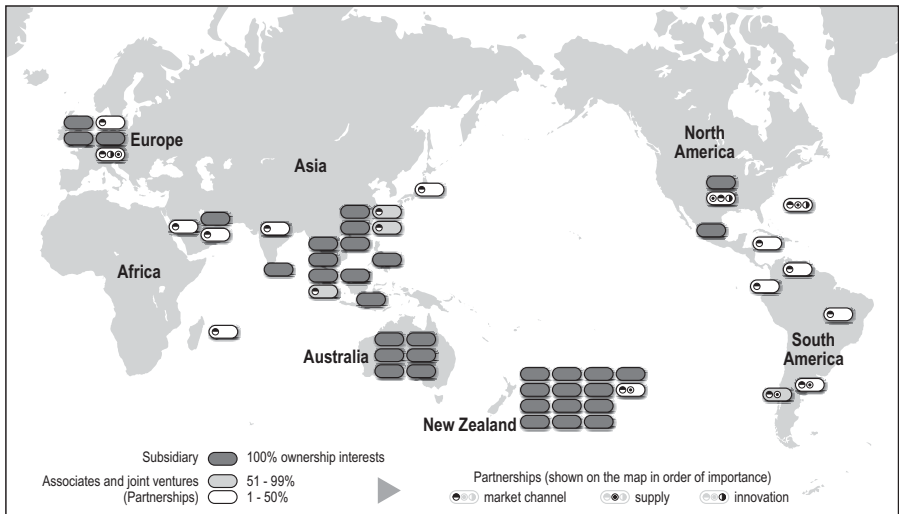 Europe
Asia
North
America
Africa
Australia
South
America
New Zealand
Subsidiary 100% ownership interests
Associates and joint ventures 51 - 99%
(Partnerships) 1 - 50%
Partnerships (shown on the map in order of importance)
market channel supply innovation